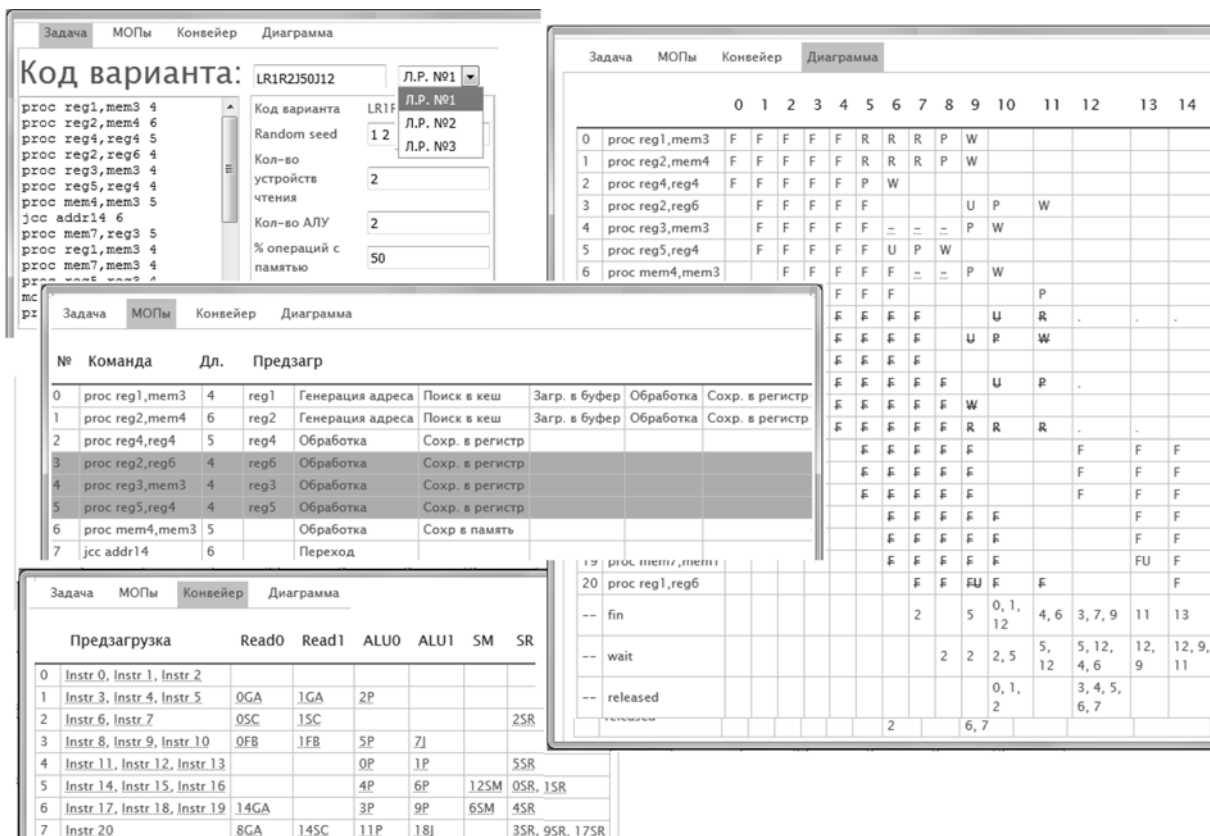 Задача МОПы Конвейер Диаграмма
Код варианта: LR1R2J50J12 Л.Р. №1
Л.Р. №1
Л.Р. №2
Л.Р. №3
proc reg1,mem3 4
proc reg2,mem4 6
proc reg4,reg4 5
proc reg2,reg6 4
proc reg3,mem3 4
proc reg5,reg4 4
proc mem4,mem3 5
jcc addr14 6
proc mem7,reg3 5
proc reg1,mem3 4
proc mem7,mem3 4
Код варианта
Random seed 1 2
Кол-во
устройств
чтения
2
Кол-во АЛУ 2
% операций с
памятью
50
Задача МОПы Конвейер Диаграмма
0 1 2 3 4 5 6 7 8 9 10 11 12 13 14
0 proc reg1,mem3 F F F F F R R R P W
1 proc reg2,mem4 F F F F F R R R P W
2 proc reg4,reg4 F F F F F P W
3 proc reg2,reg6 F F F F F U P W
4 proc reg3,mem3 F F F F F - - - P W
5 proc reg5,reg4 F F F F F U P W
6 proc mem4,mem3 F F F F F - - P W
F F F P
F F F F U R . . .
F F F F U P W
F F F F
F F F F F U P .
F F F F F W
F F F F F R R R . .
F F F F F F F F
F F F F F F F F
F F F F F F F F
F F F F F F F
F F F F F F F
19 proc mem7,mem1 F F F F F FU F
20 proc reg1,reg6 F F FU F F F
-- fin 2 5 0, 1, 12 4, 6 3, 7, 9 11 13
-- wait 2 2 2, 5 5, 12 5, 12, 4, 6 12, 9 12, 9, 11
-- released 0, 1, 2 3, 4, 5, 6, 7
2 6, 7
Задача МОПы Конвейер Диаграмма
№ Команда Дл. Предзагр
0 proc reg1,mem3 4 reg1 Генерация адреса Поиск в кеш Загр. в буфер Обработка Сохр. в регистр
1 proc reg2,mem4 6 reg2 Генерация адреса Поиск в кеш Загр. в буфер Обработка Сохр. в регистр
2 proc reg4,reg4 5 reg4 Обработка Сохр. в регистр
3 proc reg2,reg6 4 reg6 Обработка Сохр. в регистр
4 proc reg3,mem3 4 reg3 Обработка Сохр. в регистр
5 proc reg5,reg4 4 reg5 Обработка Сохр. в регистр
6 proc mem4,mem3 5 Обработка Сохр в память
7 jcc addr14 6 Переход
Задача МОПы Конвейер Диаграмма
Предзагрузка Read0 Read1 ALU0 ALU1 SM SR
0 Instr 0, Instr 1, Instr 2
1 Instr 3, Instr 4, Instr 5 0GA 1GA 2P
2 Instr 6, Instr 7 0SC 1SC 2SR
3 Instr 8, Instr 9, Instr 10 0FB 1FB 5P 7J
4 Instr 11, Instr 12, Instr 13 0P 1P 5SR
5 Instr 14, Instr 15, Instr 16 4P 6P 12SM 0SR, 1SR
6 Instr 17, Instr 18, Instr 19 14GA 3P 9P 6SM 4SR
7 Instr 20 8GA 14SC 11P 18J 3SR, 9SR, 17SR